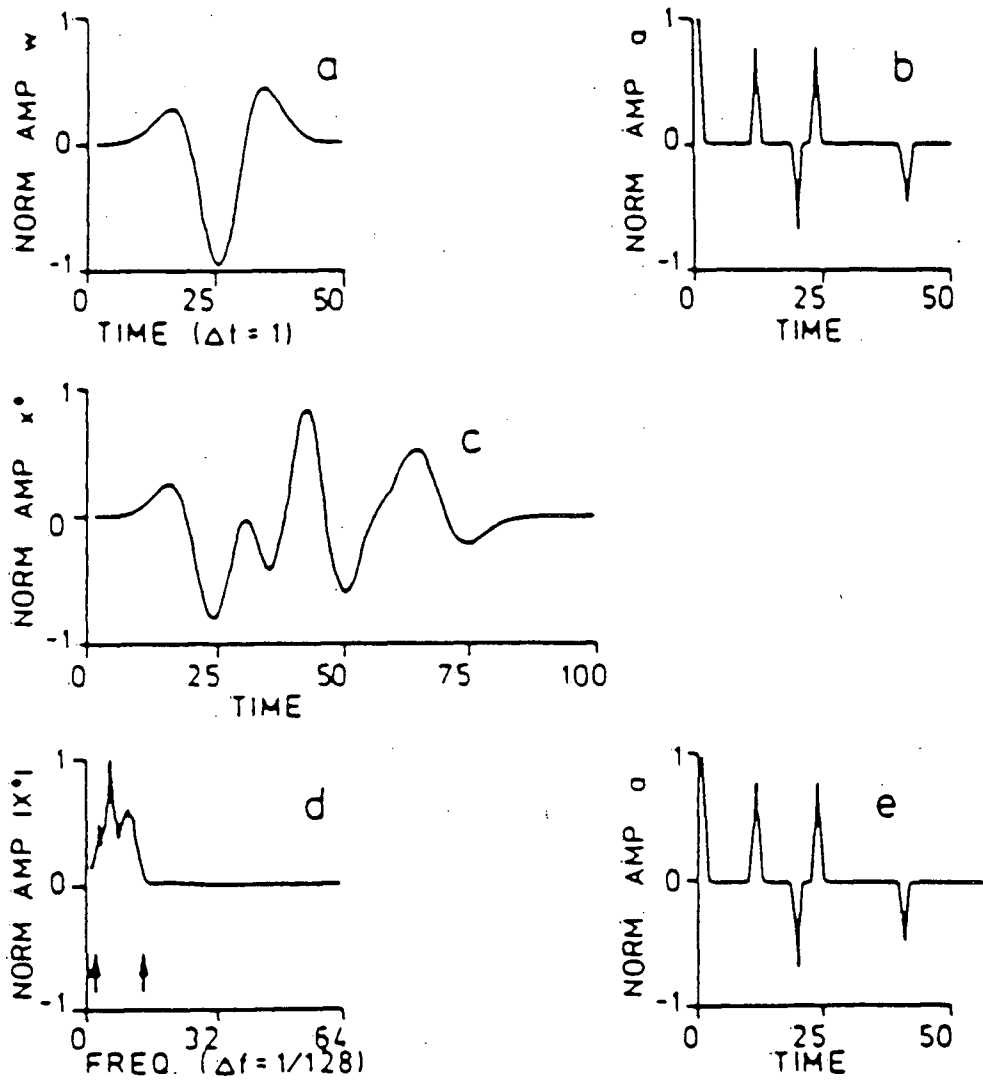 NORM AMP w
1
0
-1
a
0 25 50
TIME (Δt = 1)
NORM AMP a
1
0
-1
b
0 25 50
TIME
NORM AMP x°
1
0
-1
c
0 25 50 75 100
TIME
NORM AMP |X°|
1
0
-1
d
0 32 64
FREQ. (Δf = 1/128)
NORM. AMP a
1
0
-1
e
0 25 50
TIME